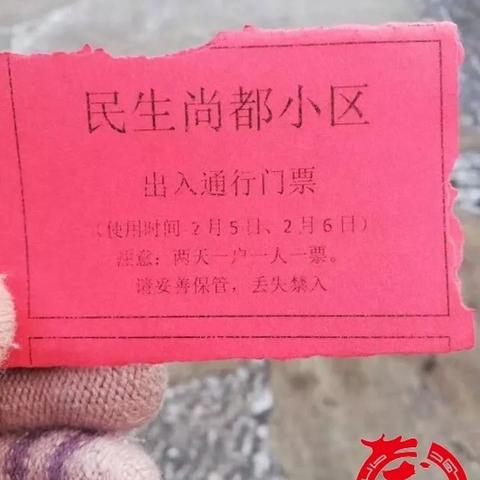 民生尚都小区
出入通行门票
（使用时间-2月5日、2月6日）
注意：两天一户一人一票。
请妥善保管，丢失禁入